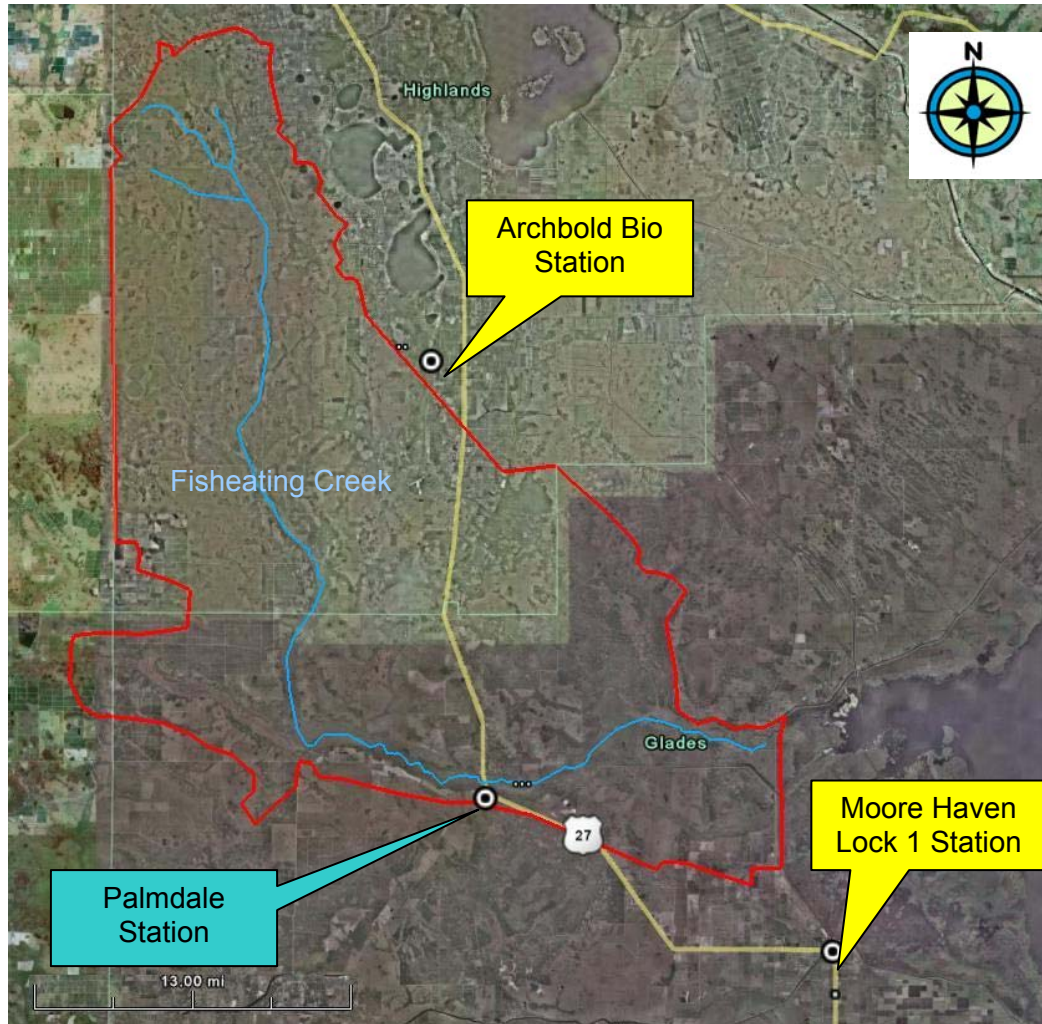 N
Highlands
Archbold Bio
Station
Fisheating Creek
Glades
Moore Haven
Lock 1 Station
27
Palmdale
Station
13.00 mi